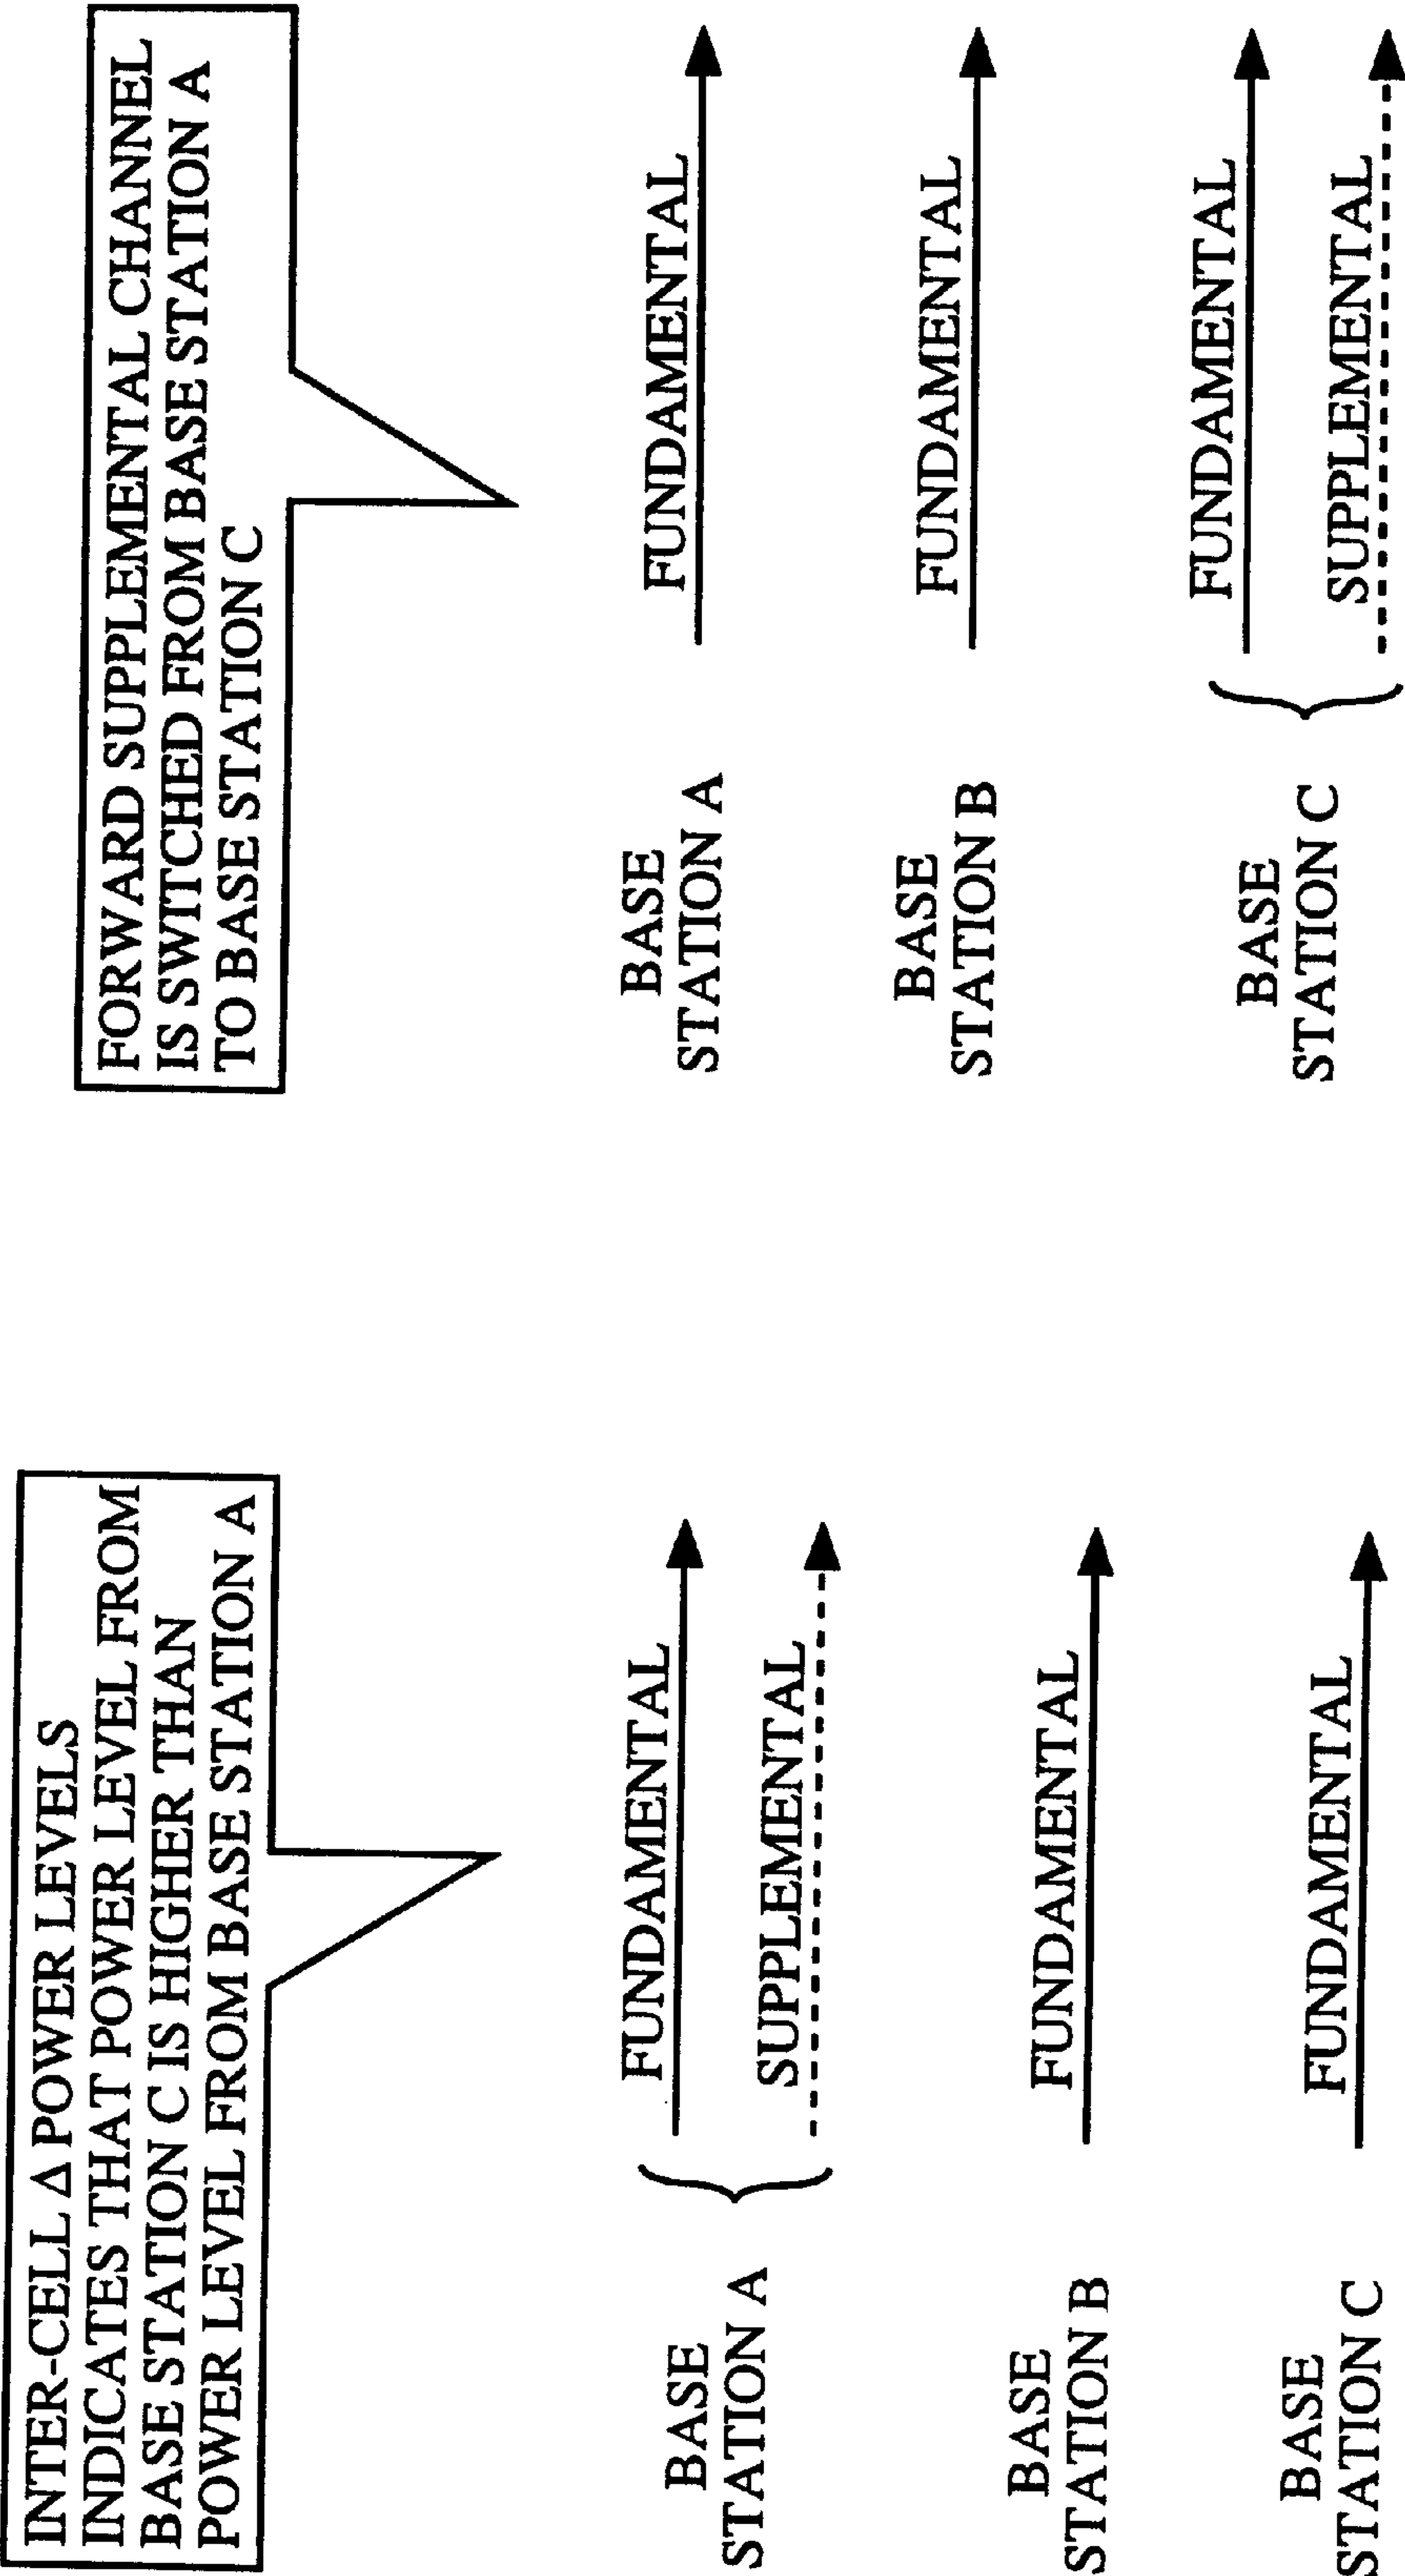 INTER-CELL Δ POWER LEVELS
INDICATES THAT POWER LEVEL FROM
BASE STATION C IS HIGHER THAN
POWER LEVEL FROM BASE STATION A
BASE
STATION A
FUNDAMENTAL
SUPPLEMENTAL
BASE
STATION B
FUNDAMENTAL
BASE
STATION C
FUNDAMENTAL
FORWARD SUPPLEMENTAL CHANNEL
IS SWITCHED FROM BASE STATION A
TO BASE STATION C
BASE
STATION A
FUNDAMENTAL
BASE
STATION B
FUNDAMENTAL
BASE
STATION C
FUNDAMENTAL
SUPPLEMENTAL